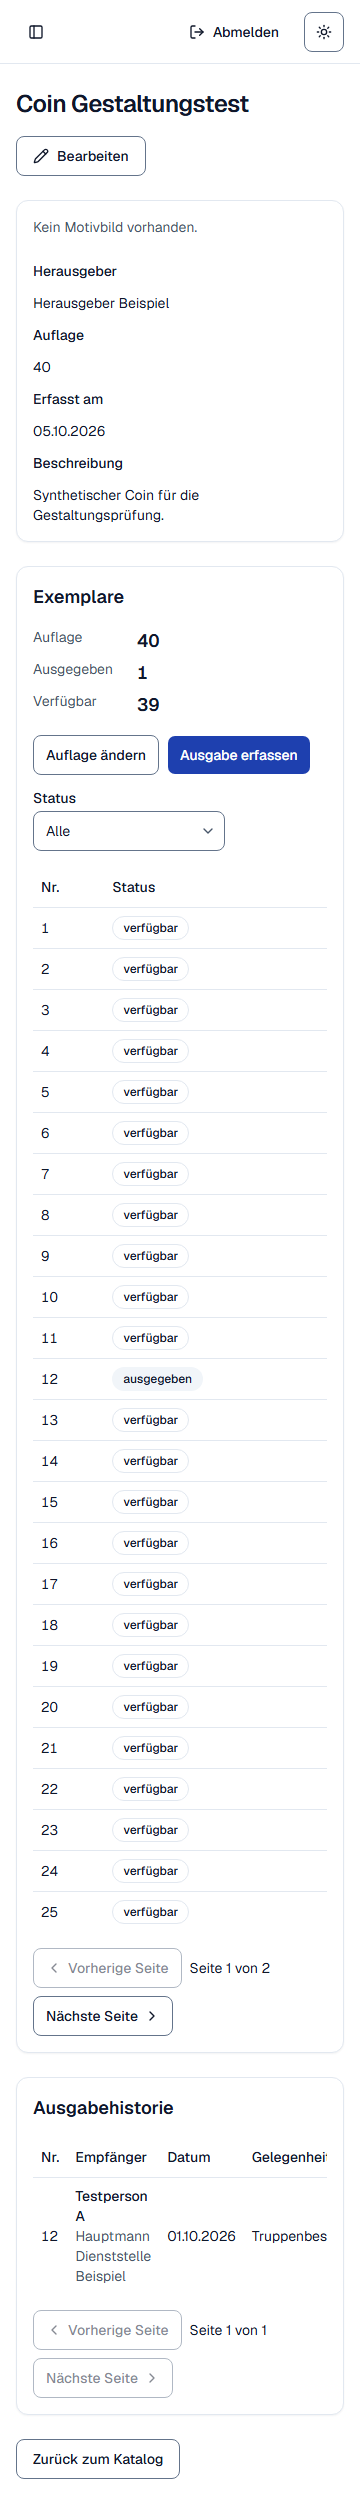 Abmelden
Coin Gestaltungstest
Bearbeiten
Kein Motivbild vorhanden.
Herausgeber
Herausgeber Beispiel
Auflage
40
Erfasst am
05.10.2026
Beschreibung
Synthetischer Coin für die
Gestaltungsprüfung.
Exemplare
Auflage 40
Ausgegeben 1
Verfügbar 39
Auflage ändern Ausgabe erfassen
Status
Alle
Nr. Status
1 verfügbar
2 verfügbar
3 verfügbar
4 verfügbar
5 verfügbar
6 verfügbar
7 verfügbar
8 verfügbar
9 verfügbar
10 verfügbar
11 verfügbar
12 ausgegeben
13 verfügbar
14 verfügbar
15 verfügbar
16 verfügbar
17 verfügbar
18 verfügbar
19 verfügbar
20 verfügbar
21 verfügbar
22 verfügbar
23 verfügbar
24 verfügbar
25 verfügbar
Vorherige Seite Seite 1 von 2
Nächste Seite
Ausgabehistorie
Nr. Empfänger Datum Gelegenheit
Testperson
A
12 Hauptmann 01.10.2026 Truppenbes
Dienststelle
Beispiel
Vorherige Seite Seite 1 von 1
Nächste Seite
Zurück zum Katalog